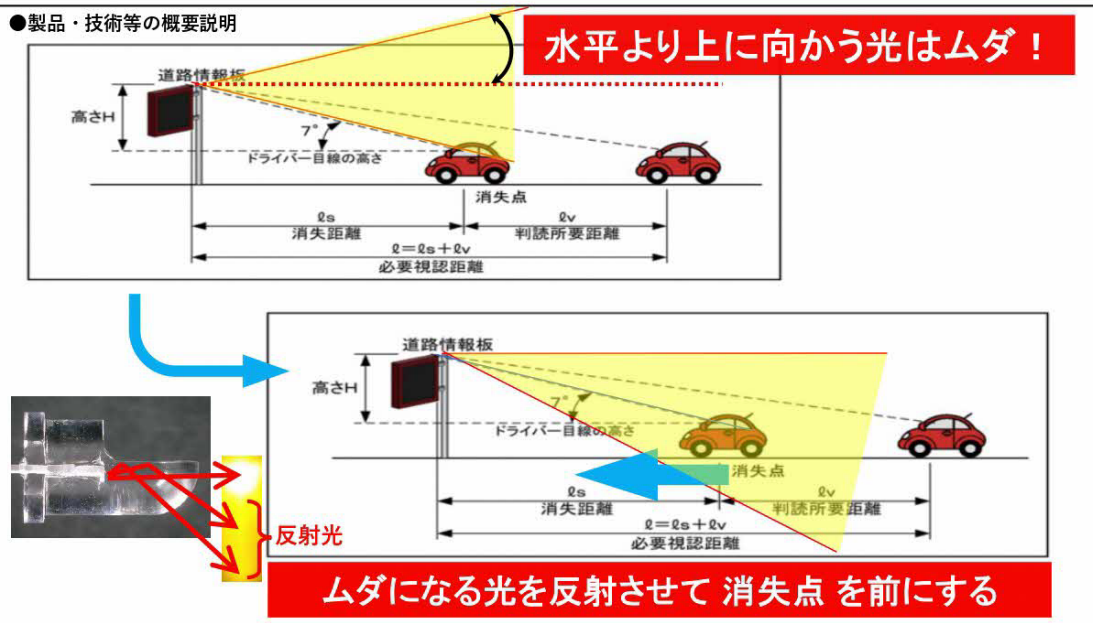 ●製品・技術等の概要説明
水平より上に向かう光はムダ！
道路情報板
高さH
7°
ドライバー目線の高さ
消失点
ℓs
消失距離
ℓv
判読所要距離
ℓ＝ℓs＋ℓv
必要視認距離
道路情報板
高さH
7°
ドライバー目線の高さ
消失点
ℓs
消失距離
ℓv
判読所要距離
ℓ＝ℓs＋ℓv
必要視認距離
反射光
ムダになる光を反射させて 消失点 を前にする